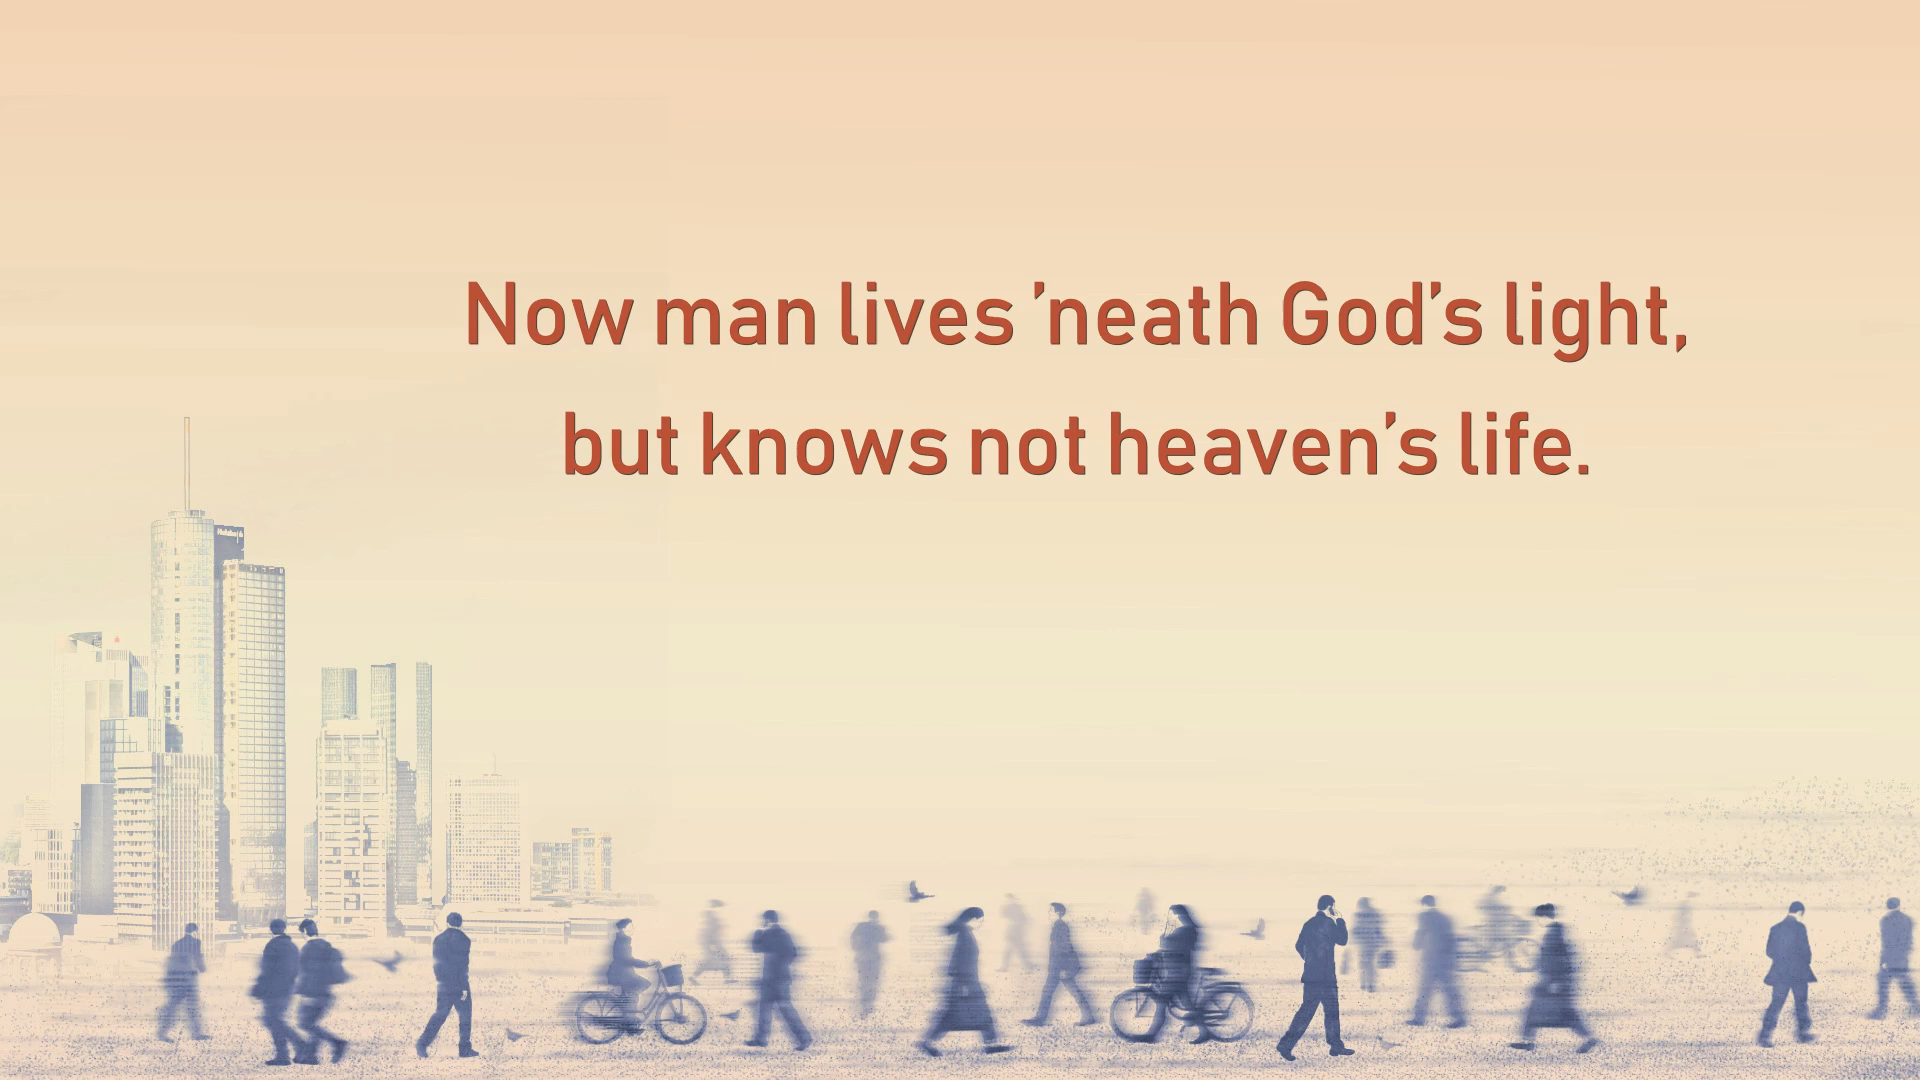 Now man lives ’neath God’s light,
but knows not heaven’s life.